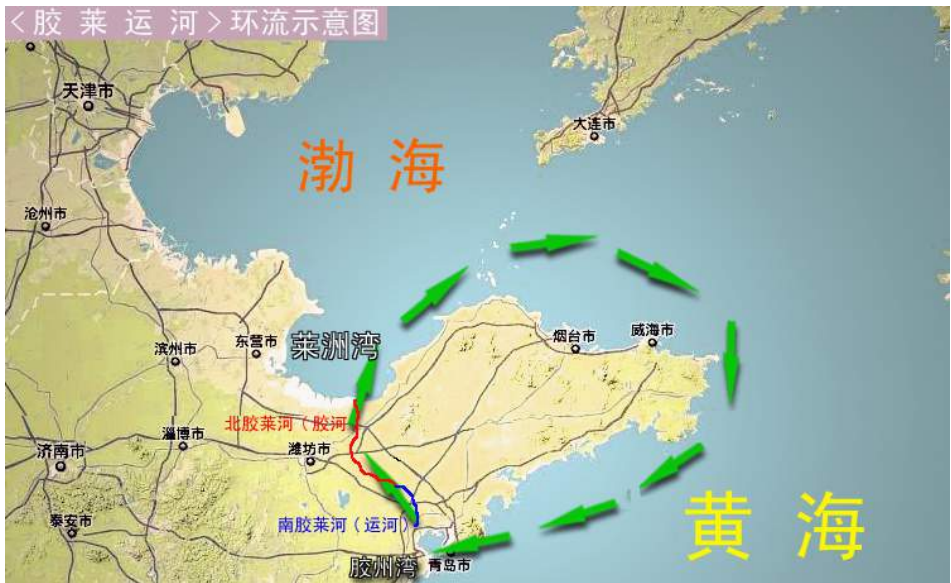 <胶莱运河>环流示意图
天津市
大连市
渤海
沧州市
烟台市
威海市
东营市
莱洲湾
滨州市
北胶莱河(胶河
淄博市
潍坊市
济南市
黄海
泰安市
南胶莱河(运河)
胶州湾
青岛市